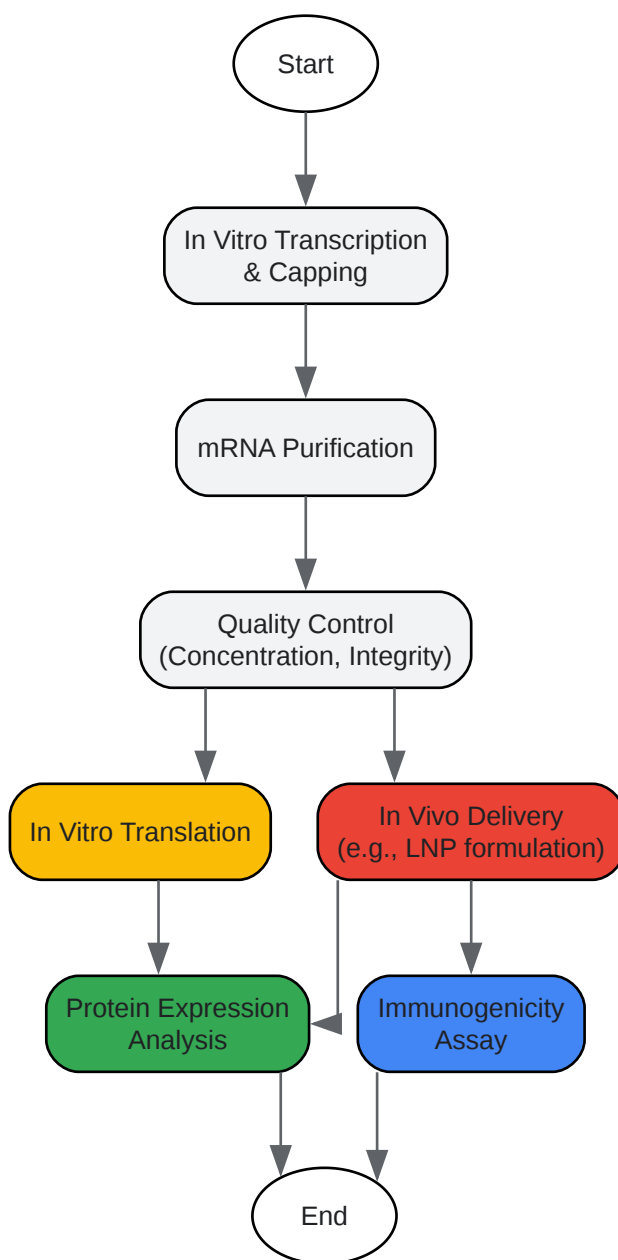 Start
In Vitro Transcription
& Capping
mRNA Purification
Quality Control
(Concentration, Integrity)
In Vitro Translation
In Vivo Delivery
(e.g., LNP formulation)
Protein Expression
Analysis
Immunogenicity
Assay
End